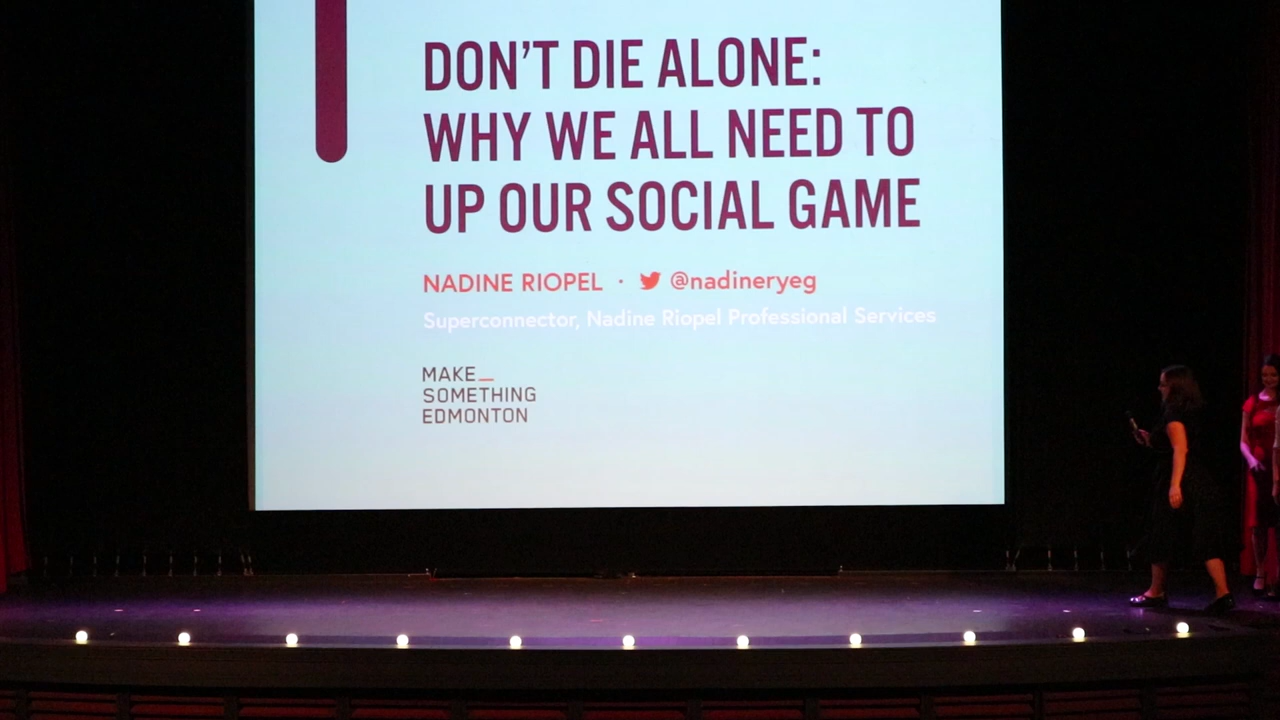 DON'T DIE ALONE:
WHY WE ALL NEED TO
UP OUR SOCIAL GAME
NADINE RIOPEL · @nadineryeg
Superconnector, Nadine Riopel Professional Services
MAKE_
SOMETHING
EDMONTON